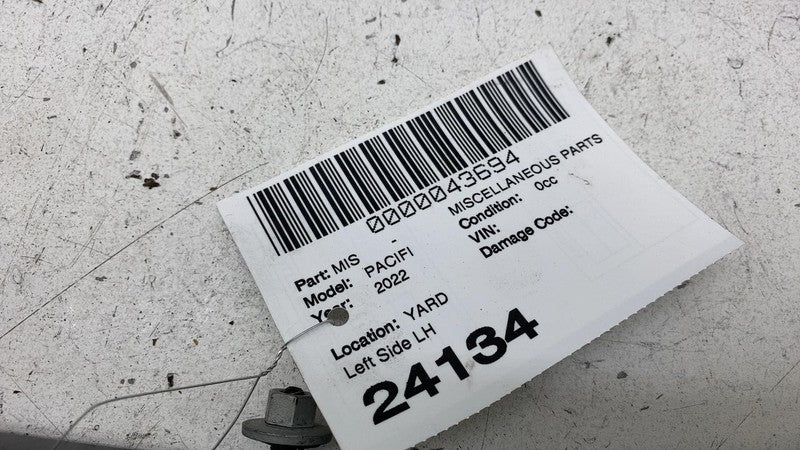 0000043694
Part: MIS - MISCELLANEOUS PARTS
Model: PACIFI Condition: 0cc
Year: 2022 VIN:
Damage Code:
Location: YARD
Left Side LH
24134